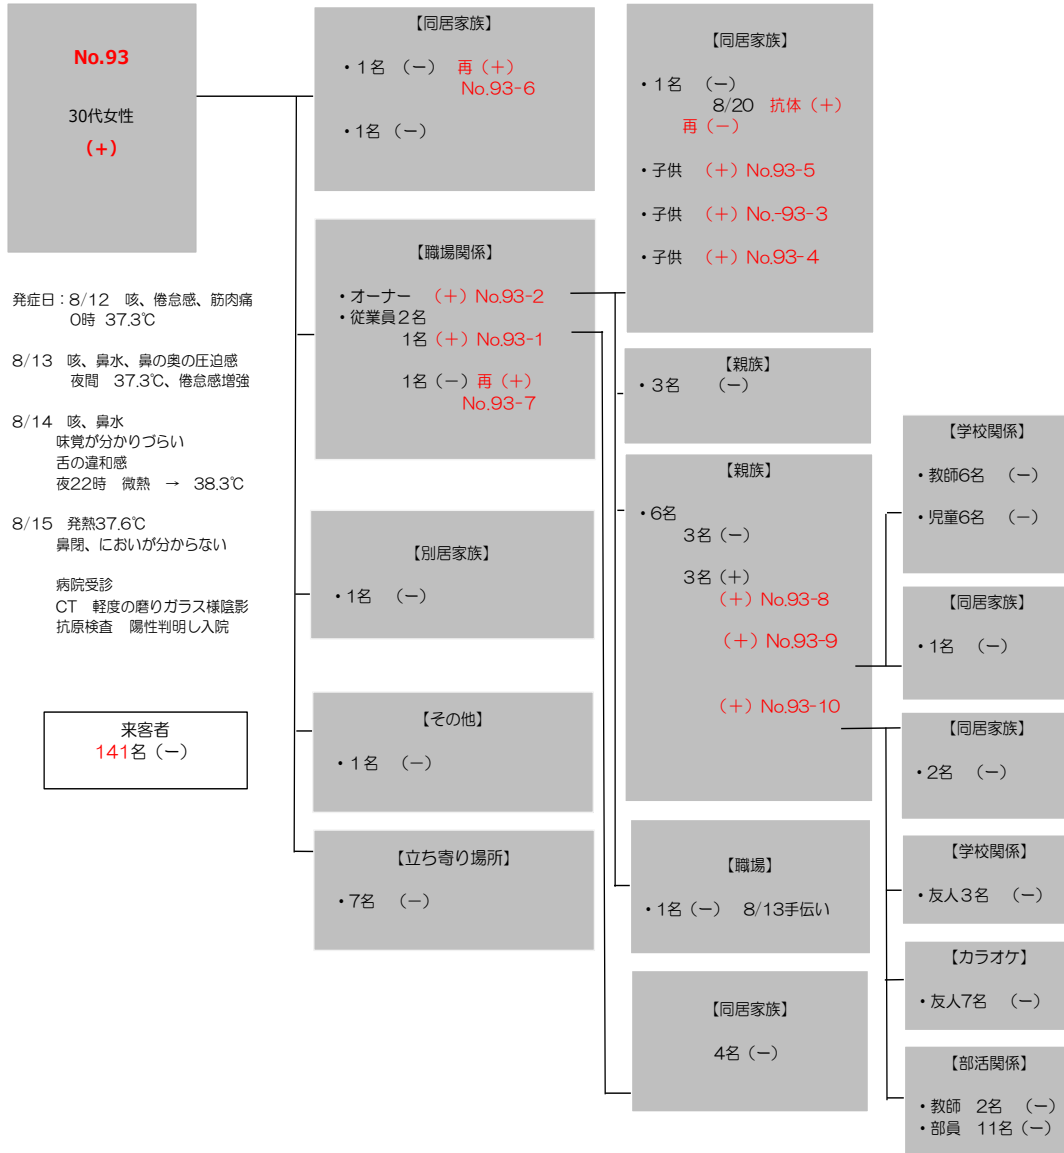 No.93
30代女性
(+)
発症日:8/12 咳、倦怠感、筋肉痛
0時 37.3℃
8/13 咳、鼻水、鼻の奥の圧迫感
夜間 37.3℃、倦怠感増強
8/14 咳、鼻水
味覚が分かりづらい
舌の違和感
夜22時 微熱 → 38.3℃
8/15 発熱37.6℃
鼻閉、においが分からない
病院受診
CT 軽度の磨りガラス様陰影
抗原検査 陽性判明し入院
来客者
141名(-)
【同居家族】
・1名 (-) 再(+)
No.93-6
・1名(-)
【職場関係】
・オーナー (+)No.93-2
・従業員2名
1名(+)No.93-1
1名(-)再(+)
No.93-7
【別居家族】
・1名 (-)
【その他】
・1名 (-)
【立ち寄り場所】
・7名 (-)
【同居家族】
・1名 (-)
8/20 抗体(+)
再(-)
・子供 (+)No.93-5
・子供 (+)No.-93-3
・子供 (+)No.93-4
【親族】
・3名 (-)
【親族】
・6名
3名(-)
3名(+)
(+)No.93-8
(+)No.93-9
(+)No.93-10
【職場】
・1名(-) 8/13手伝い
【同居家族】
4名(-)
【学校関係】
・教師6名 (-)
・児童6名 (-)
【同居家族】
・1名 (-)
【同居家族】
・2名 (-)
【学校関係】
・友人3名 (-)
【カラオケ】
・友人7名 (-)
【部活関係】
・教師 2名 (-)
・部員 11名(-)